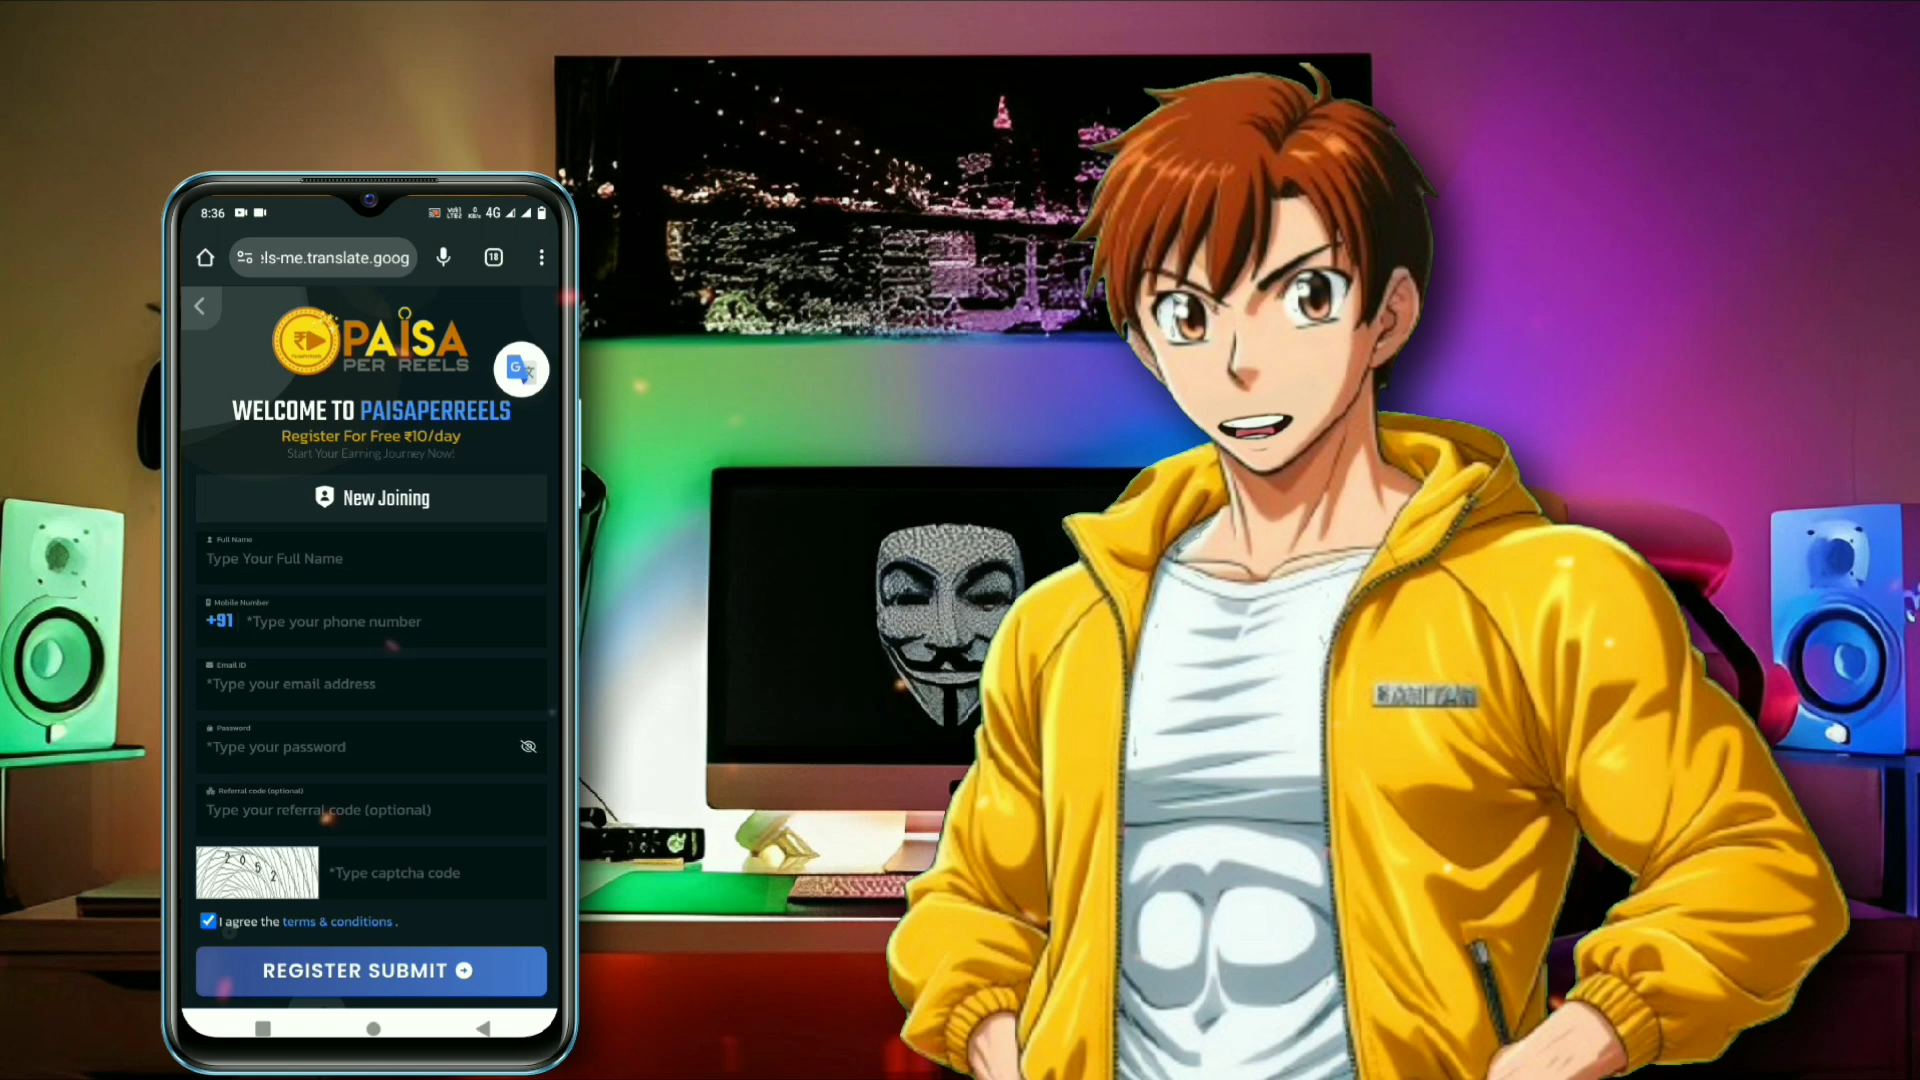 8:36
4G
els-me.translate.goog
18
PAISA
PER REELS
WELCOME TO PAISAPERREELS
Register For Free ₹10/day
Start Your Earning Journey Now!
New Joining
Full Name
Type Your Full Name
Mobile Number
+91 *Type your phone number
Email ID
*Type your email address
Password
*Type your password
Referral code (optional)
Type your referral code (optional)
2052
*Type captcha code
I agree the terms & conditions .
REGISTER SUBMIT